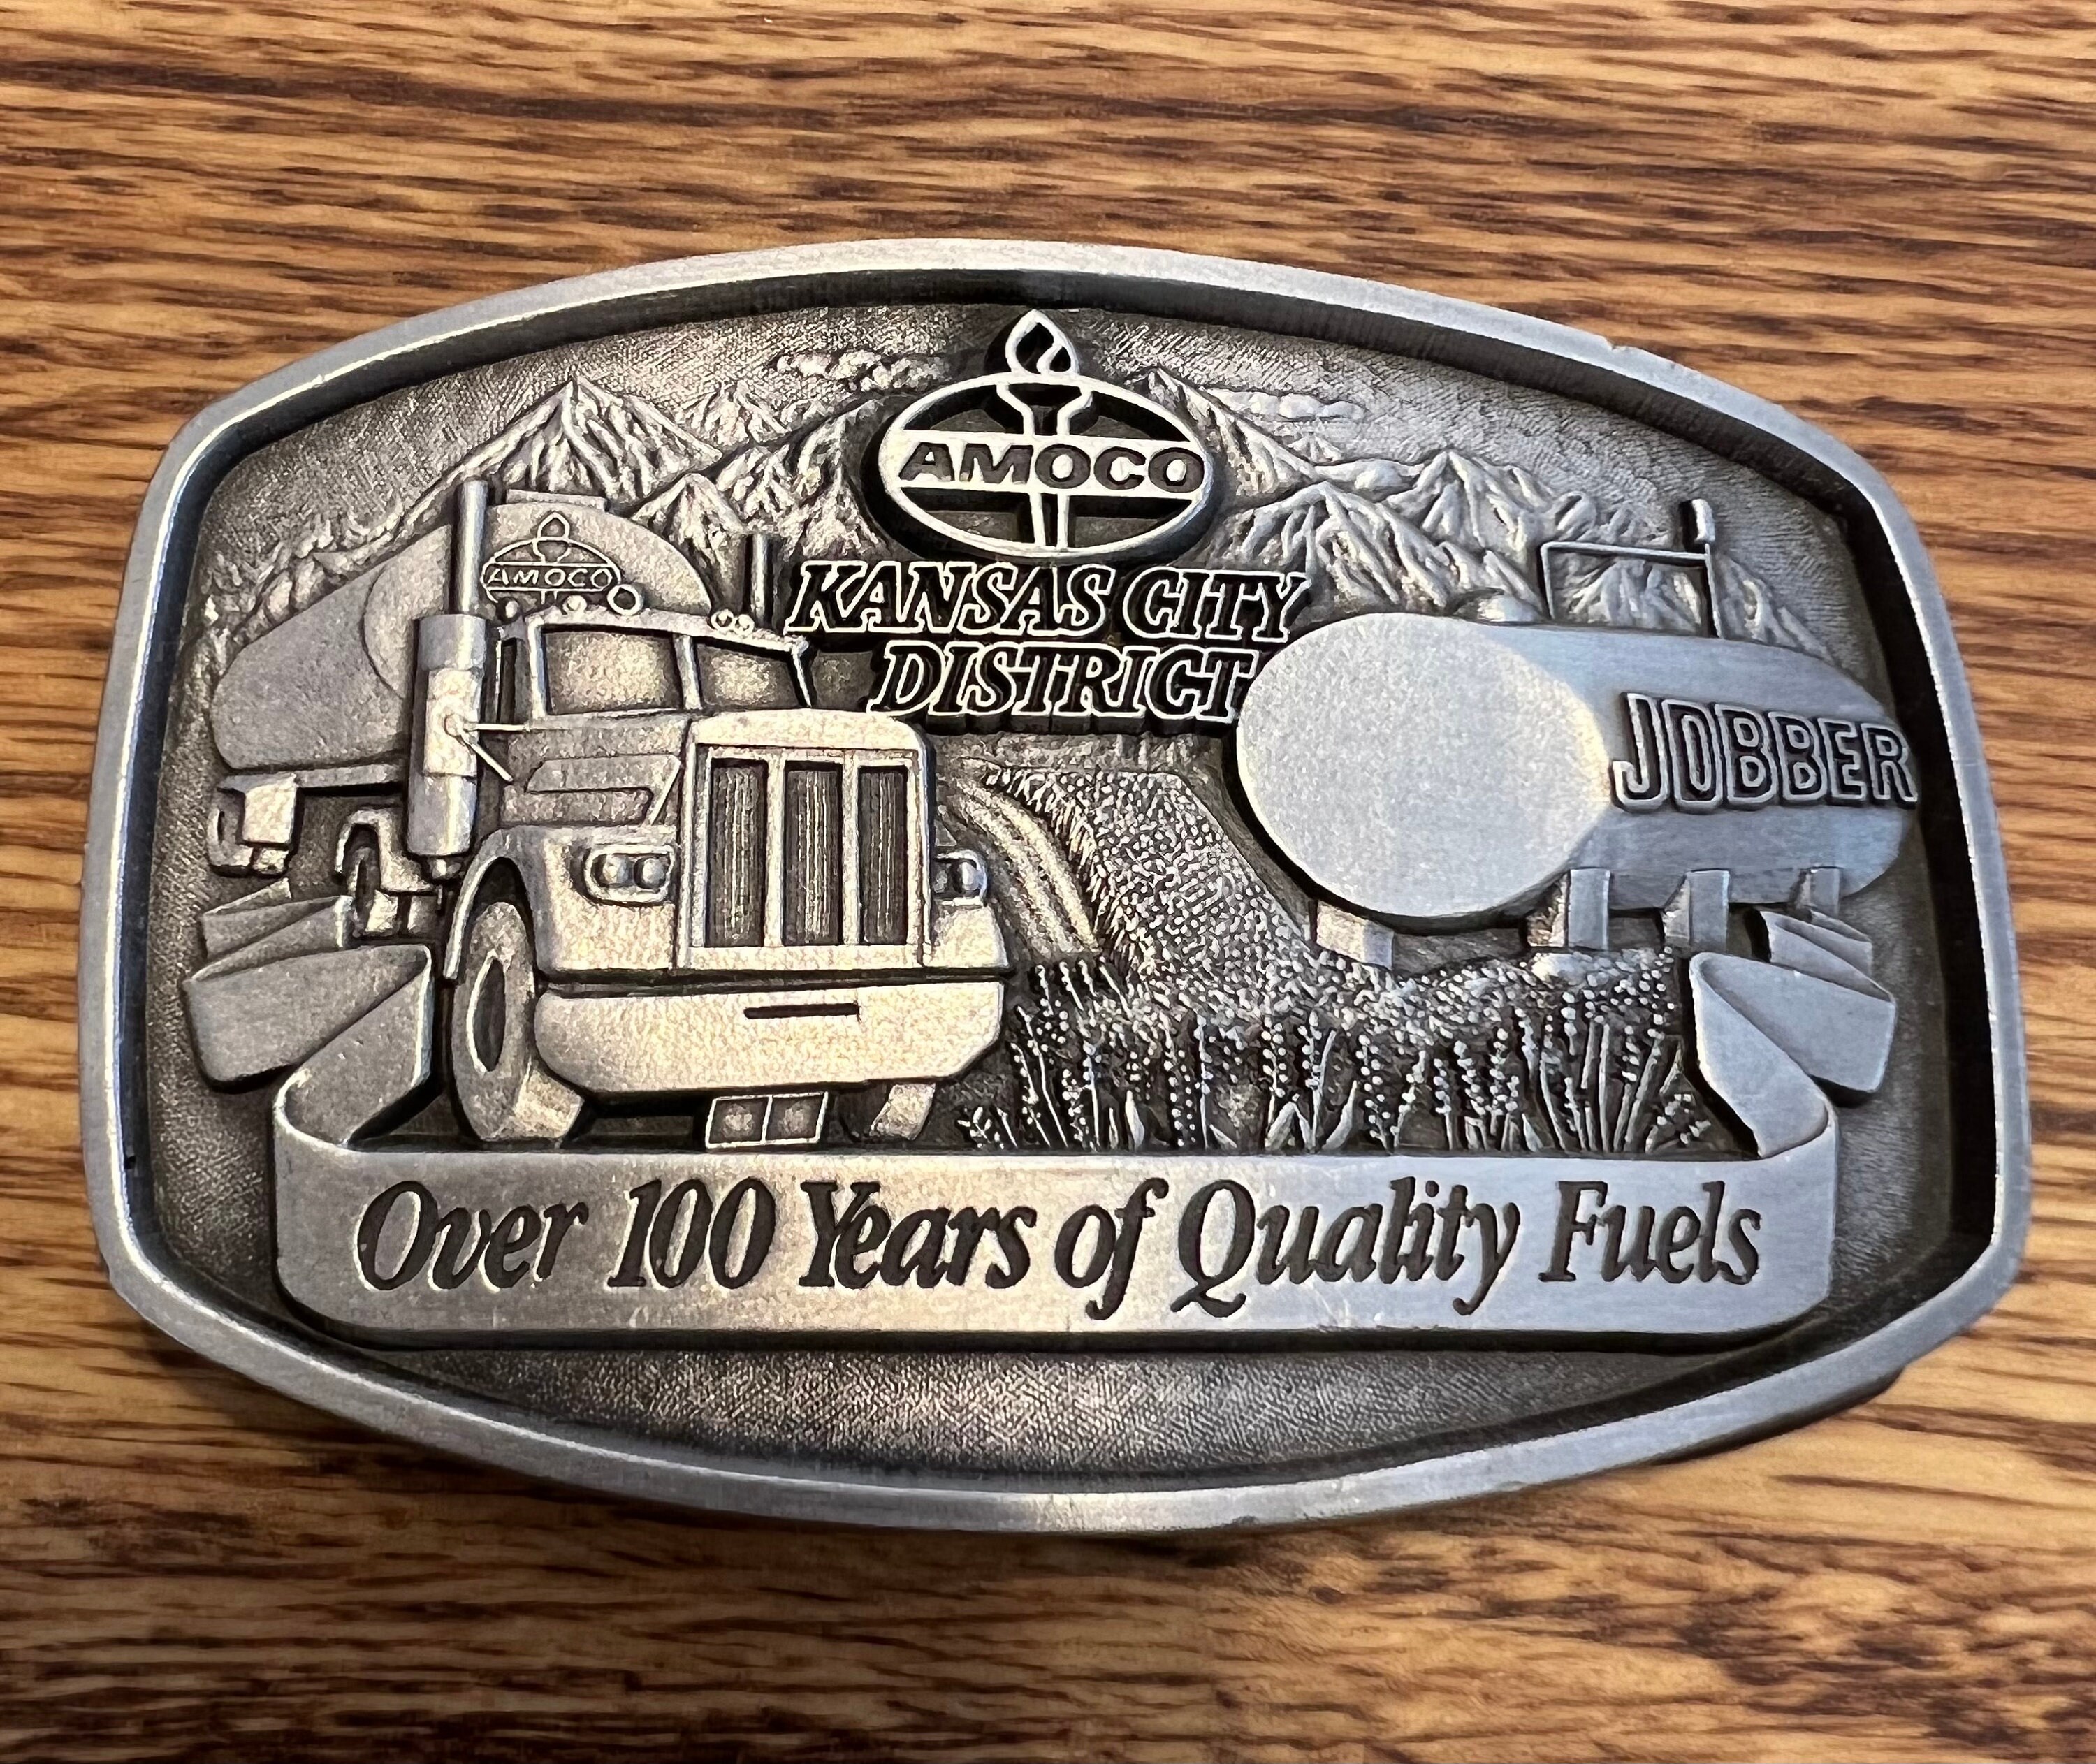 AMOCO
AMOCO
KANSAS CITY
DISTRICT
JOBBER
Over 100 Years of Quality Fuels